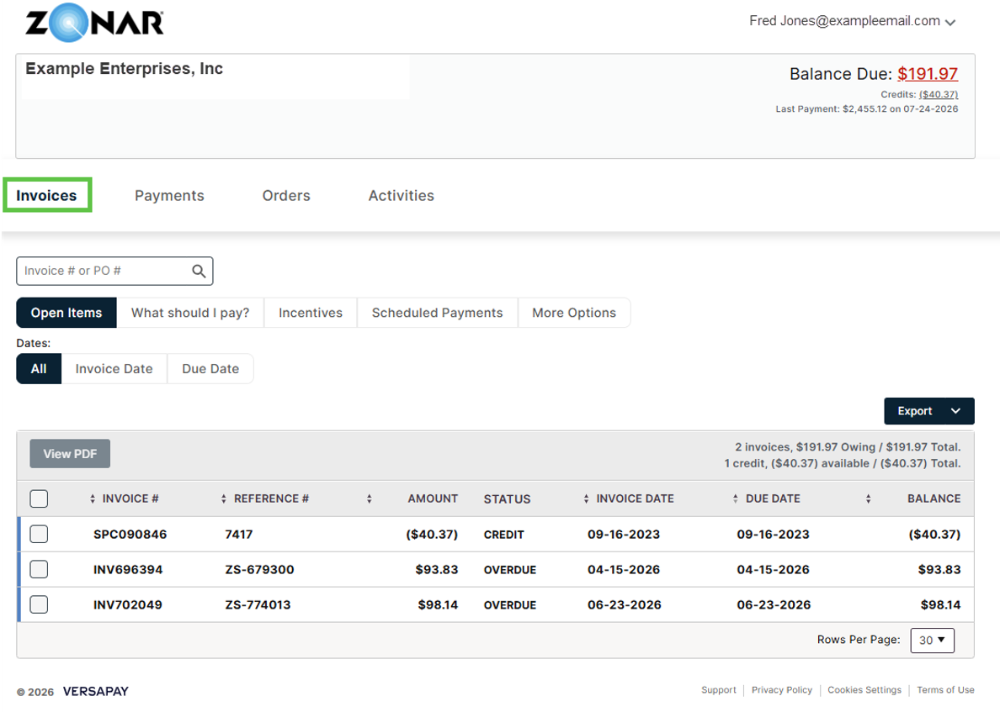 ZONAR
Fred Jones@exampleemail.com
Example Enterprises, Inc
Balance Due: $191.97
Credits: ($40.37)
Last Payment: $2,455.12 on 07-24-2026
Invoices Payments Orders Activities
Invoice # or PO #
Open Items What should I pay? Incentives Scheduled Payments More Options
Dates:
All Invoice Date Due Date
Export
View PDF
2 invoices, $191.97 Owing / $191.97 Total.
1 credit, ($40.37) available / ($40.37) Total.
INVOICE # REFERENCE # AMOUNT STATUS INVOICE DATE DUE DATE BALANCE
SPC090846 7417 ($40.37) CREDIT 09-16-2023 09-16-2023 ($40.37)
INV696394 ZS-679300 $93.83 OVERDUE 04-15-2026 04-15-2026 $93.83
INV702049 ZS-774013 $98.14 OVERDUE 06-23-2026 06-23-2026 $98.14
Rows Per Page: 30
© 2026 VERSAPAY Support Privacy Policy Cookies Settings Terms of Use